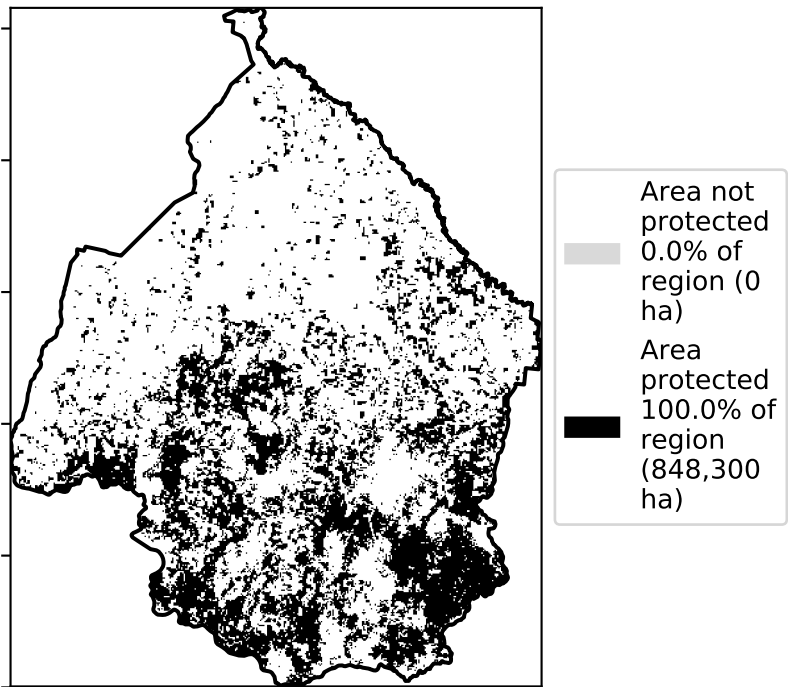 Area not
protected
0.0% of
region (0
ha)
Area
protected
100.0% of
region
(848,300
ha)